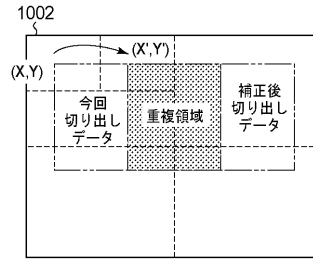 1002
(X,Y)
(X',Y')
今回
切り出し
データ
重複領域
補正後
切り出し
データ